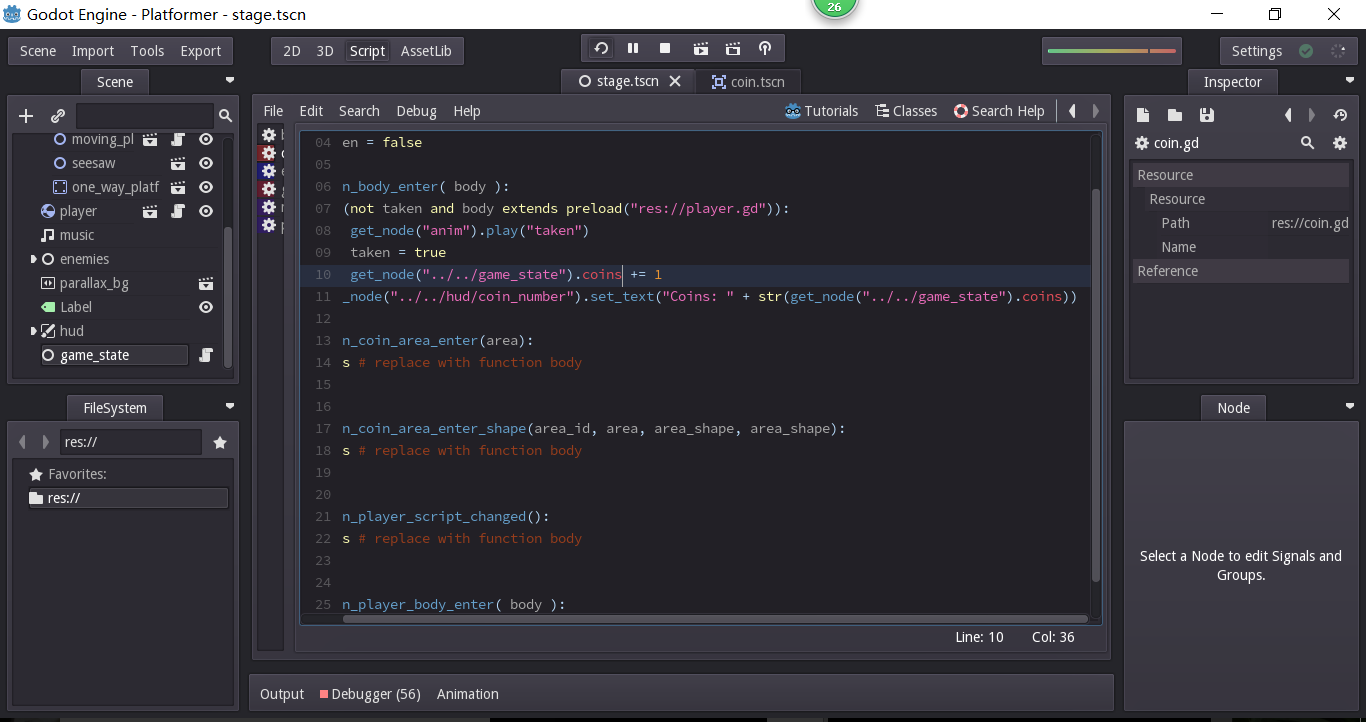 Godot Engine - Platformer - stage.tscn
26
Scene Import Tools Export
2D 3D Script AssetLib
Settings
Scene
stage.tscn
coin.tscn
Inspector
File Edit Search Debug Help
Tutorials Classes Search Help
moving_pl
seesaw
one_way_platf
player
music
enemies
parallax_bg
Label
hud
game_state
FileSystem
res://
Favorites:
res://
04 en = false
05
06 n_body_enter( body ):
07 (not taken and body extends preload("res://player.gd")):
08 get_node("anim").play("taken")
09 taken = true
10 get_node("../../game_state").coins += 1
11 _node("../../hud/coin_number").set_text("Coins: " + str(get_node("../../game_state").coins))
12
13 n_coin_area_enter(area):
14 s # replace with function body
15
16
17 n_coin_area_enter_shape(area_id, area, area_shape, area_shape):
18 s # replace with function body
19
20
21 n_player_script_changed():
22 s # replace with function body
23
24
25 n_player_body_enter( body ):
Line: 10 Col: 36
Output Debugger (56) Animation
coin.gd
Resource
Resource
Path res://coin.gd
Name
Reference
Node
Select a Node to edit Signals and
Groups.